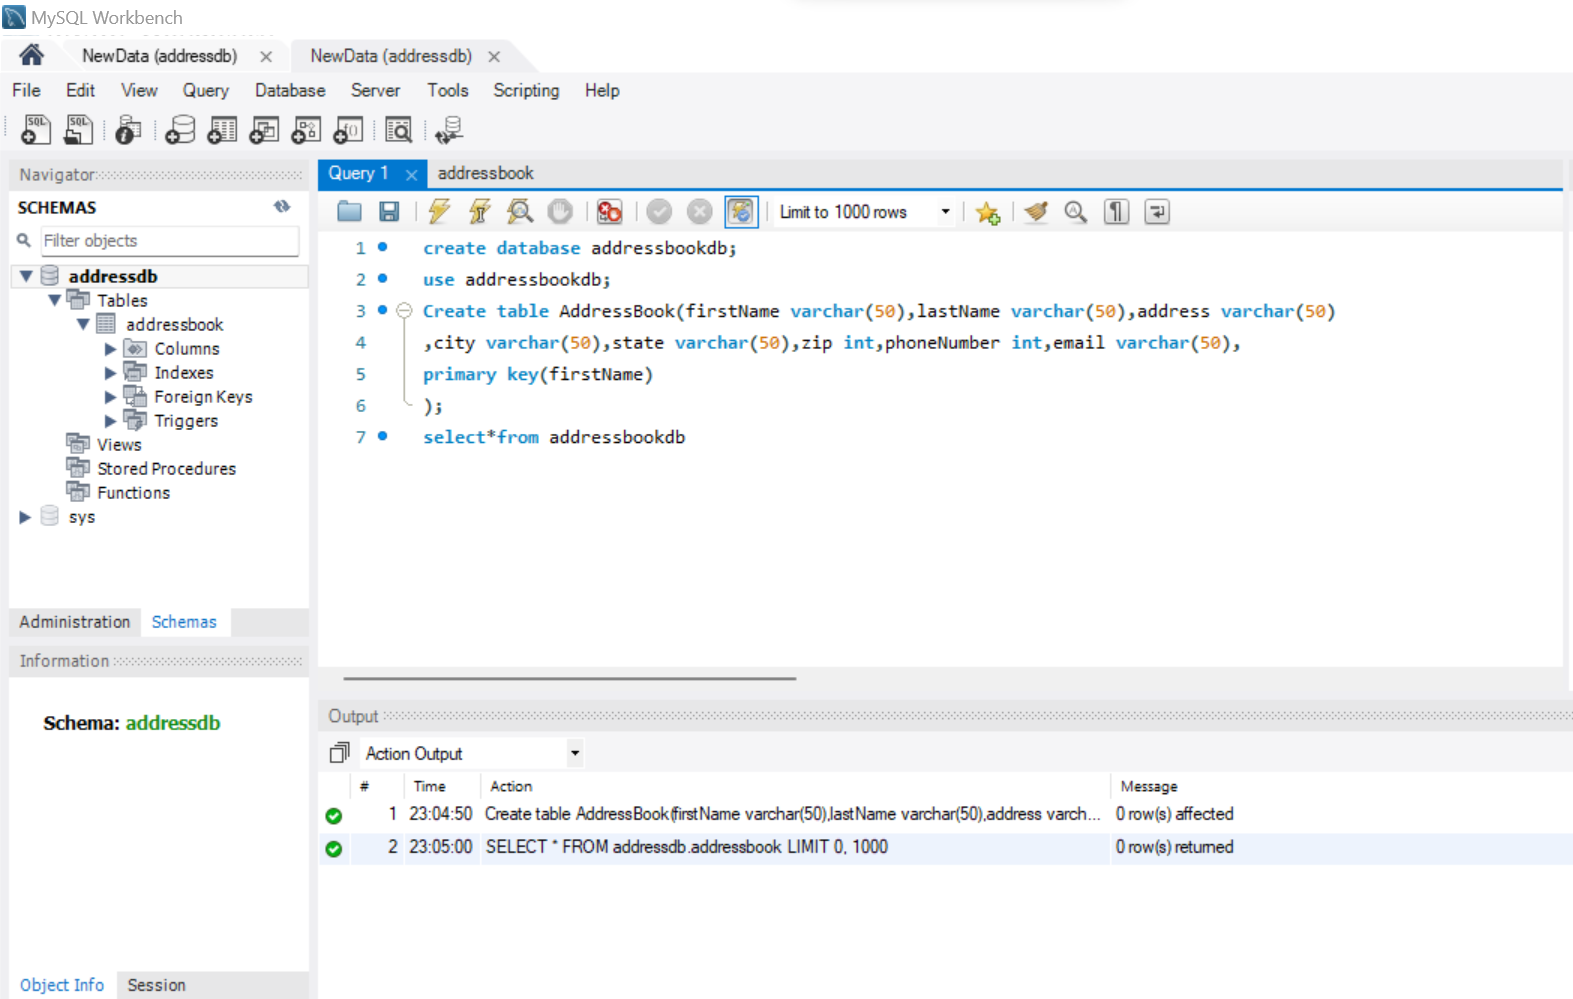 MySQL Workbench
NewData (addressdb) × NewData (addressdb) ×
File Edit View Query Database Server Tools Scripting Help
Navigator
SCHEMAS
Filter objects
addressdb
Tables
addressbook
Columns
Indexes
Foreign Keys
Triggers
Views
Stored Procedures
Functions
sys
Administration Schemas
Information
Schema: addressdb
Object Info Session
Query 1 × addressbook
Limit to 1000 rows
1 create database addressbookdb;
2 use addressbookdb;
3 Create table AddressBook(firstName varchar(50),lastName varchar(50),address varchar(50)
4 ,city varchar(50),state varchar(50),zip int,phoneNumber int,email varchar(50),
5 primary key(firstName)
6 );
7 select*from addressbookdb
Output
Action Output
# Time Action Message
1 23:04:50 Create table AddressBook(firstName varchar(50),lastName varchar(50),address varch... 0 row(s) affected
2 23:05:00 SELECT * FROM addressdb.addressbook LIMIT 0, 1000 0 row(s) returned